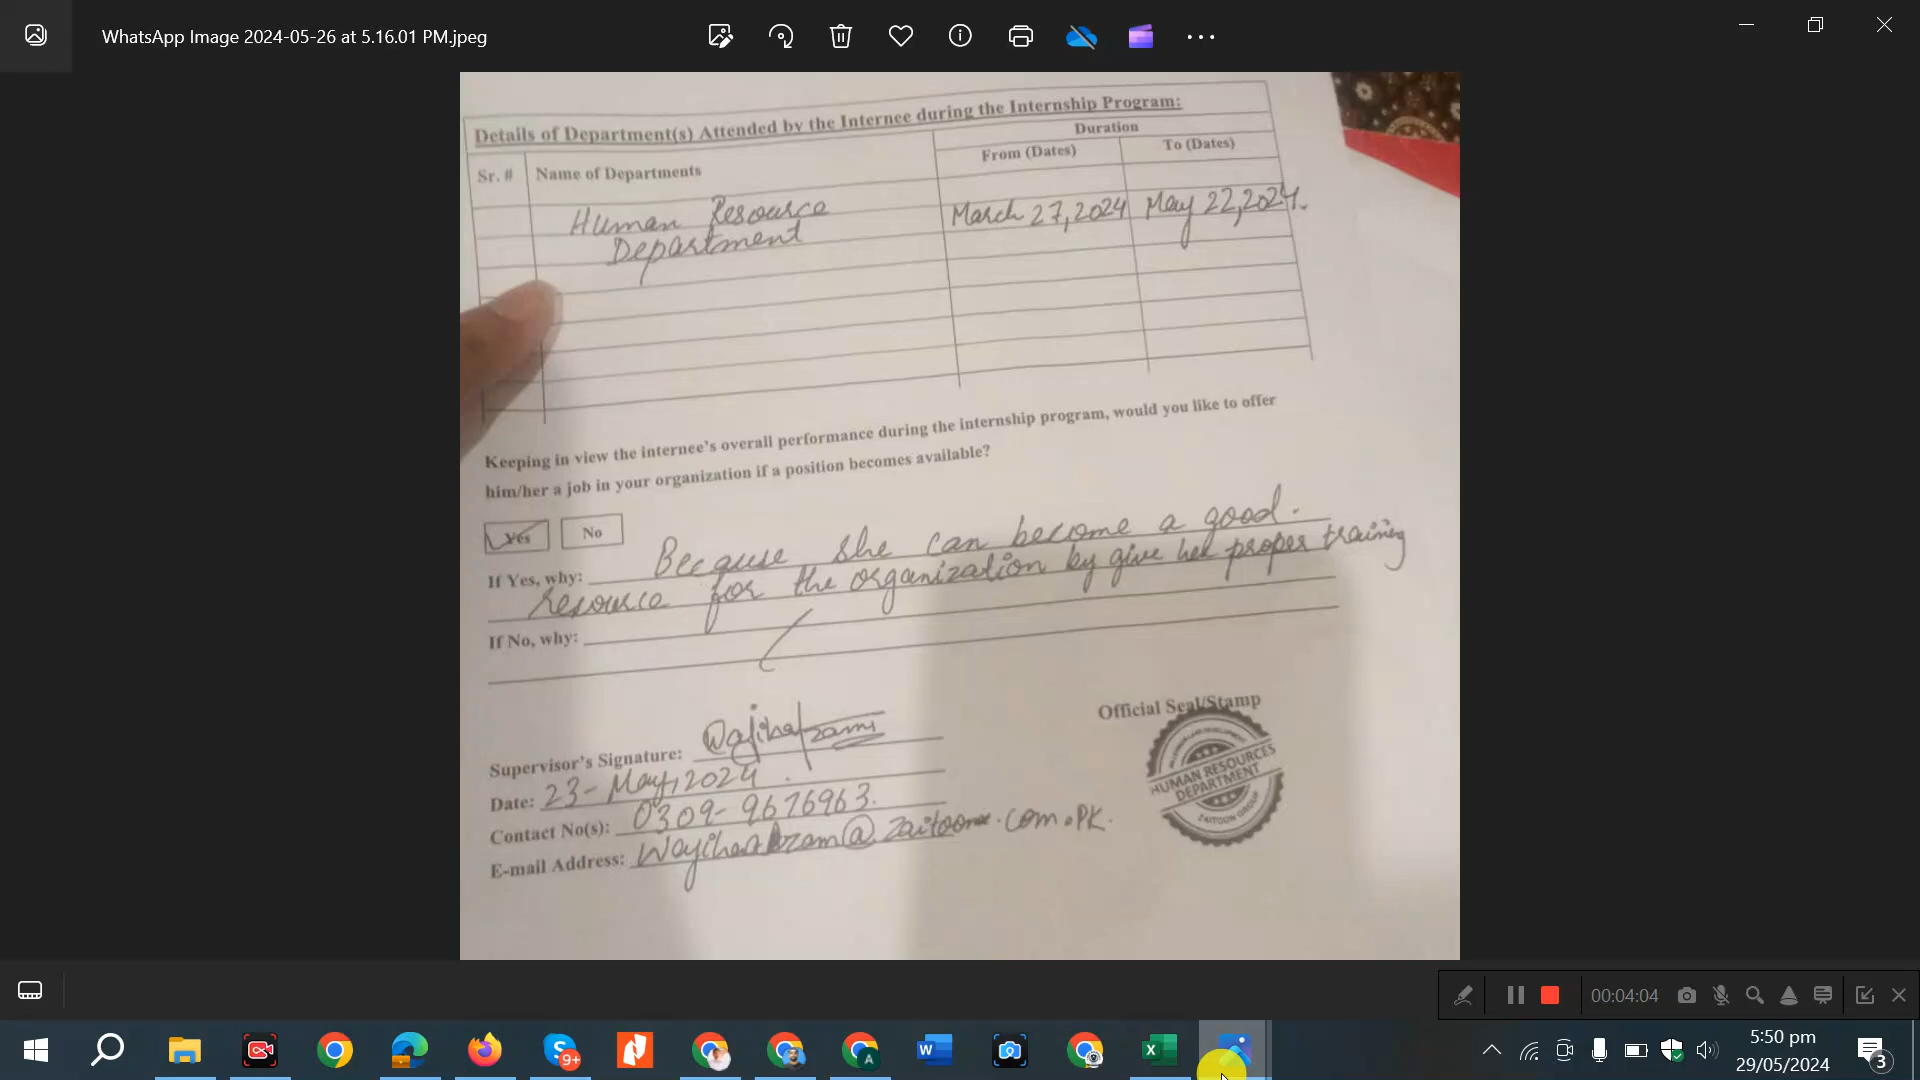 WhatsApp Image 2024-05-26 at 5.16.01 PM.jpeg
Details of Department(s) Attended by the Internee during the Internship Program:
Sr. # Name of Departments Duration
From (Dates) To (Dates)
Human Resource March 27, 2024 May 22, 2024.
Department
Keeping in view the internee's overall performance during the internship program, would you like to offer
him/her a job in your organization if a position becomes available?
Yes No
If Yes, why: Because she can become a good.
resource for the organization by give her proper training
If No, why:
Official Seal/Stamp
Supervisor's Signature:
Date: 23-May, 2024.
Contact No(s): 0309-9676963.
E-mail Address:
HUMAN RESOURCES
DEPARTMENT
ZAITOON GROUP
00:04:04
9+
A
5:50 pm
29/05/2024
3